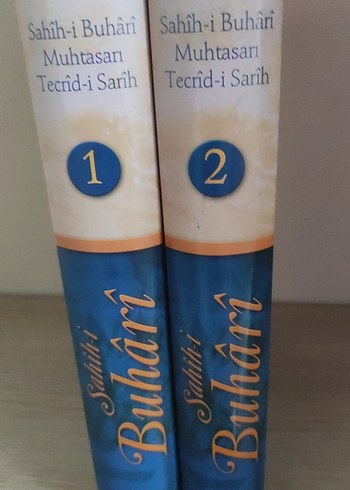 Sahîh-i Buhârî
Muhtasarı
Tecrîd-i Sarîh
1
Sahîh-i
Buhârî
Sahîh-i Buhârî
Muhtasarı
Tecrîd-i Sarîh
2
Sahîh-i
Buhârî